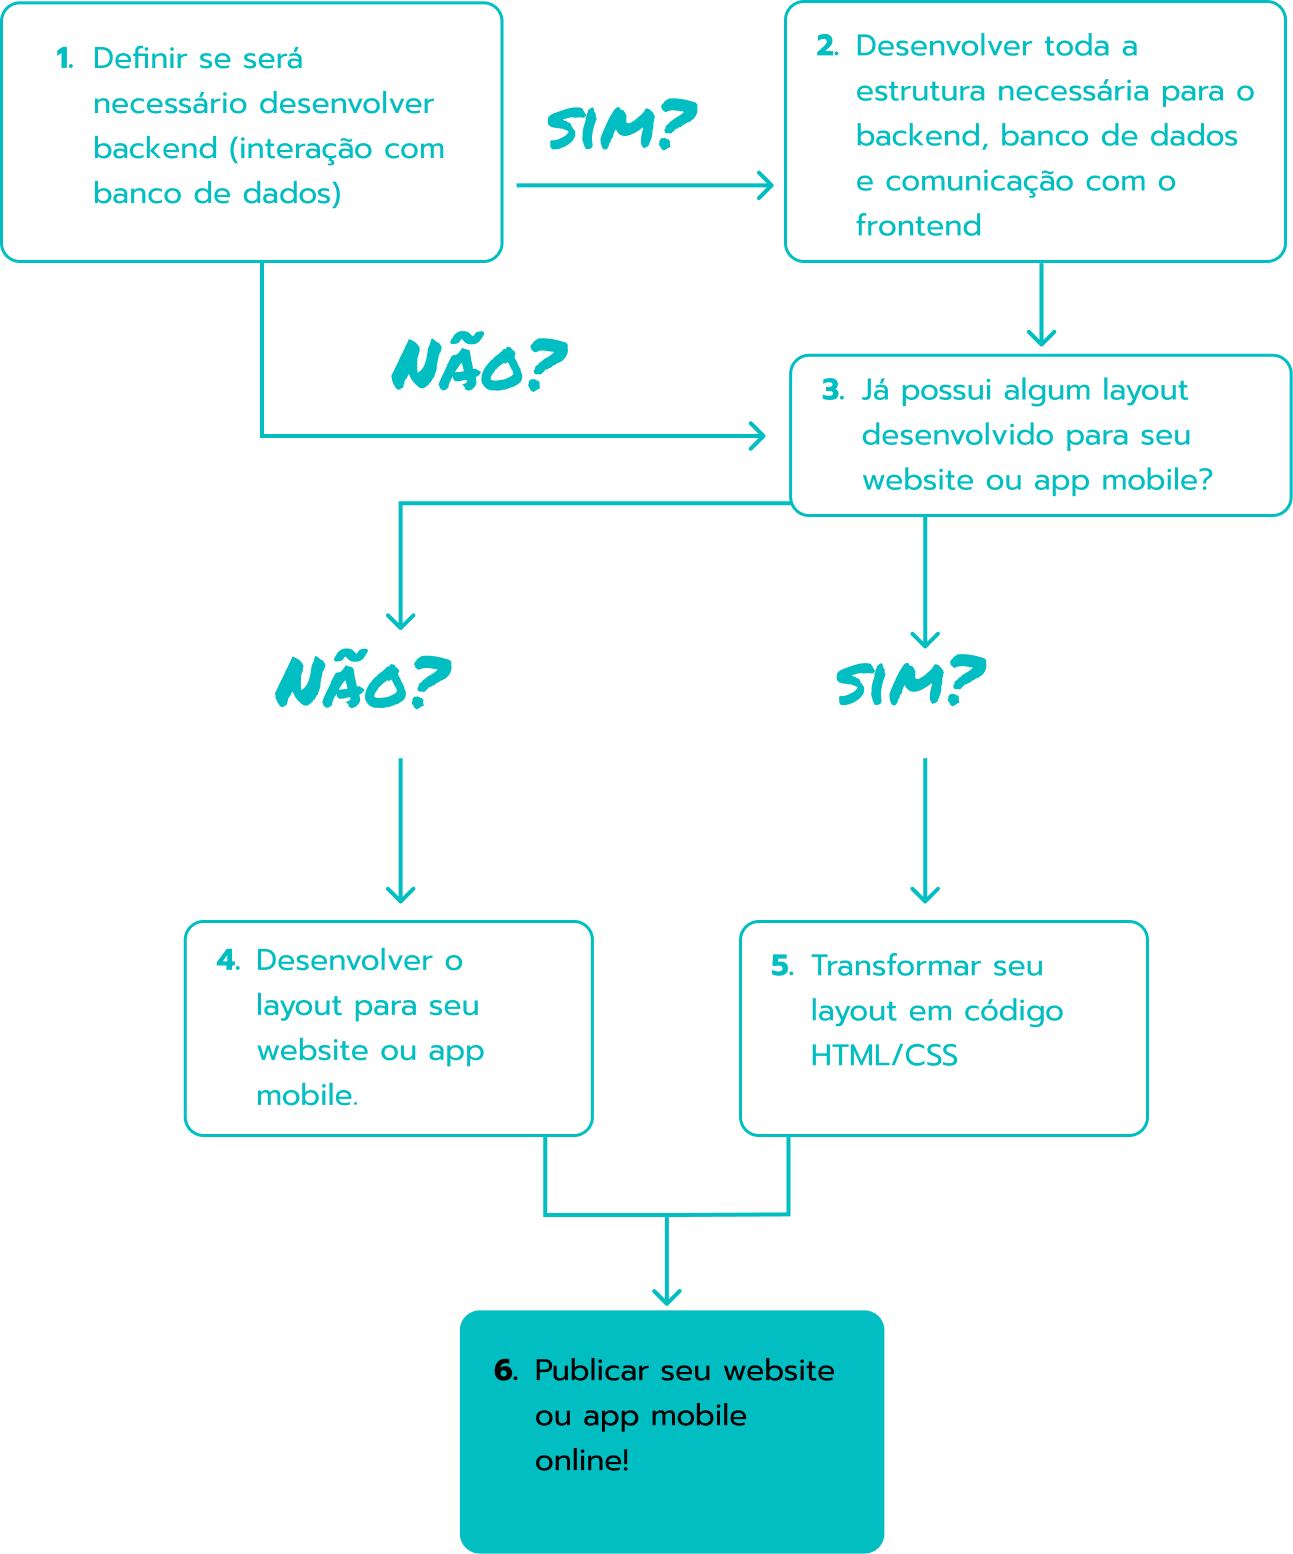 1. Definir se será
necessário desenvolver
backend (interação com
banco de dados)
SIM?
2. Desenvolver toda a
estrutura necessária para o
backend, banco de dados
e comunicação com o
frontend
NÃO?
3. Já possui algum layout
desenvolvido para seu
website ou app mobile?
NÃO?
SIM?
4. Desenvolver o
layout para seu
website ou app
mobile.
5. Transformar seu
layout em código
HTML/CSS
6. Publicar seu website
ou app mobile
online!